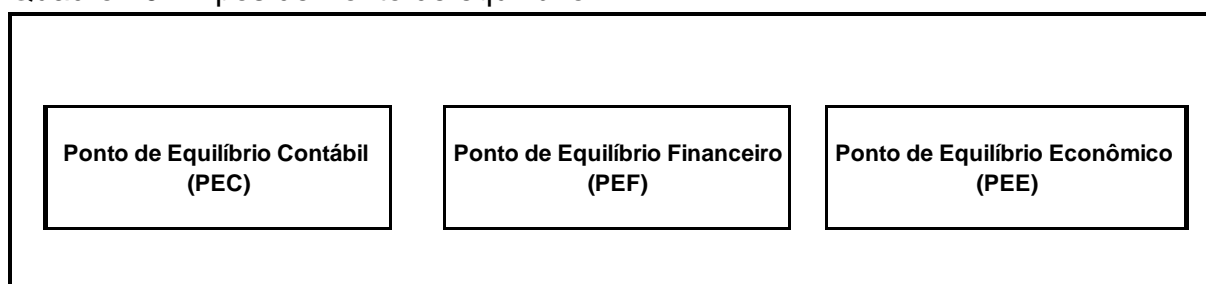 Ponto de Equilíbrio Contábil
(PEC)
Ponto de Equilíbrio Financeiro
(PEF)
Ponto de Equilíbrio Econômico
(PEE)